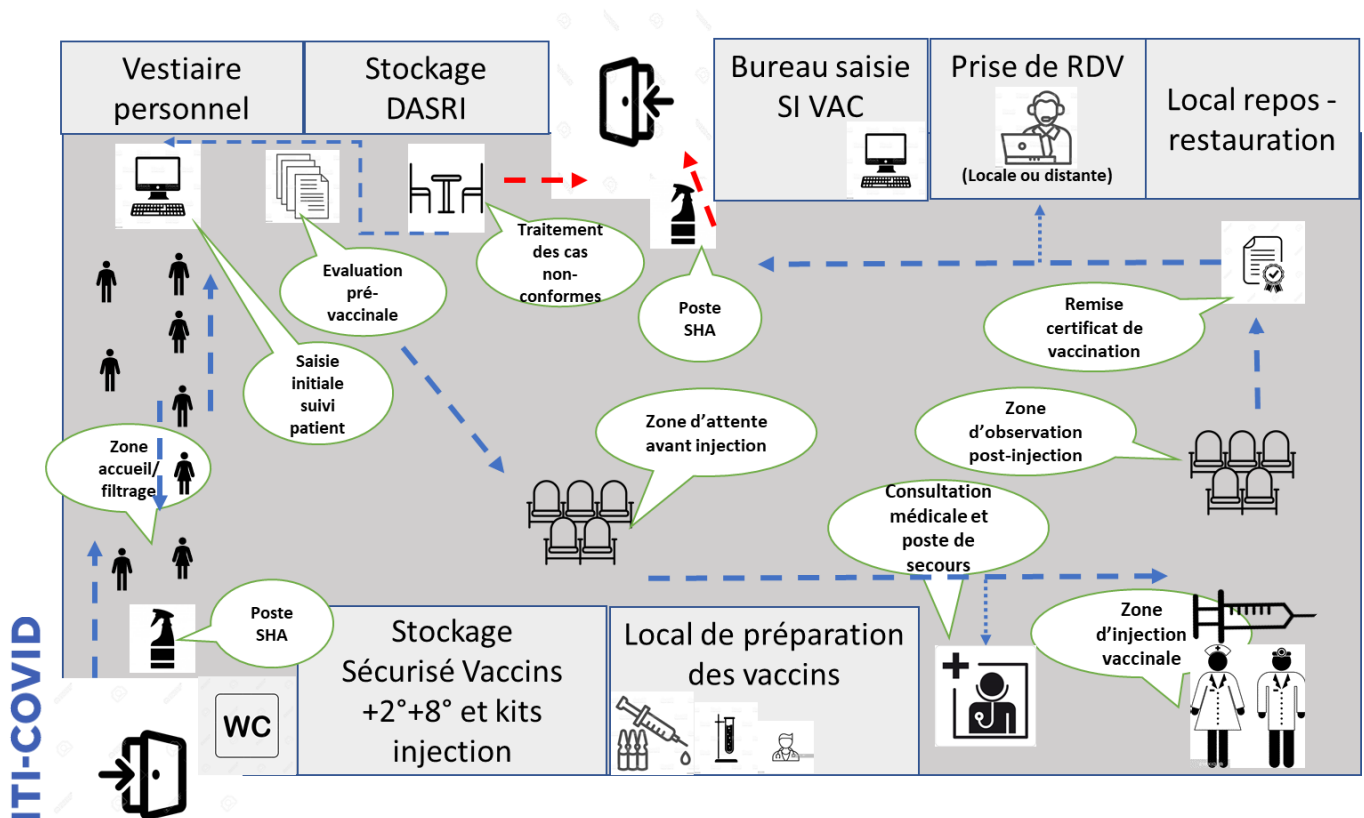 Vestiaire
personnel
Stockage
DASRI
Bureau saisie
SI VAC
Prise de RDV
(Locale ou distante)
Local repos -
restauration
Traitement
des cas
non-
conformes
Evaluation
pré-
vaccinale
Saisie
initiale
suivi
patient
Poste
SHA
Remise
certificat de
vaccination
Zone d’attente
avant injection
Zone
d’observation
post-injection
Zone
accueil/
filtrage
Consultation
médicale et
poste de
secours
Poste
SHA
Zone
d’injection
vaccinale
Stockage
Sécurisé Vaccins
+2°+8° et kits
injection
Local de préparation
des vaccins
WC
ITI-COVID